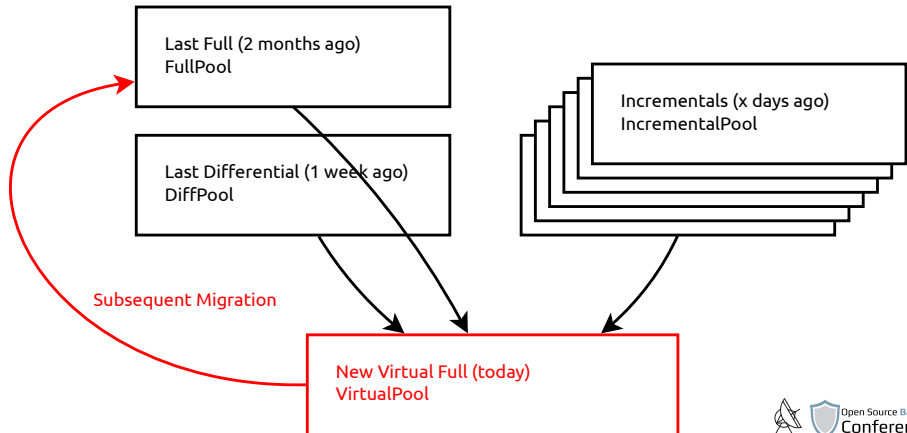 Last Full (2 months ago)
FullPool
Incrementals (x days ago)
IncrementalPool
Last Differential (1 week ago)
DiffPool
Subsequent Migration
New Virtual Full (today)
VirtualPool
Open Source